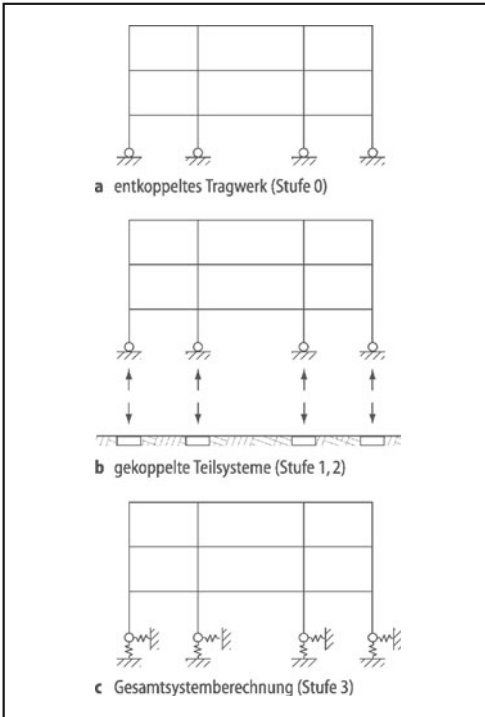 a entkoppeltes Tragwerk (Stufe 0)
b gekoppelte Teilsysteme (Stufe 1, 2)
c Gesamtsystemberechnung (Stufe 3)